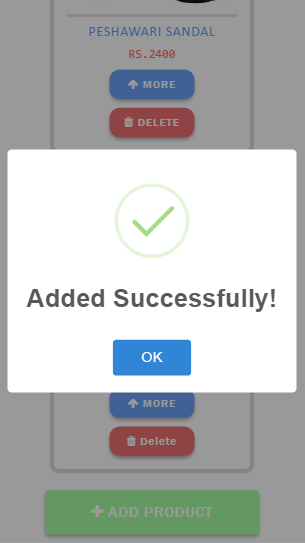 PESHAWARI SANDAL
RS.2400
MORE
DELETE
Added Successfully!
OK
MORE
Delete
ADD PRODUCT